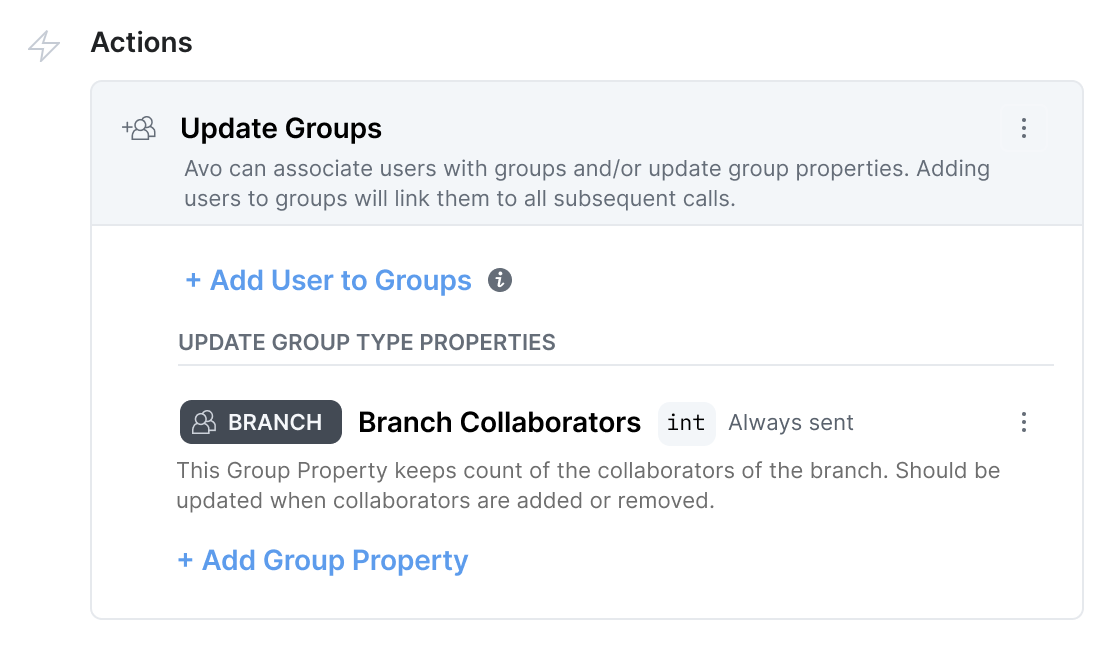 Actions
Update Groups
Avo can associate users with groups and/or update group properties. Adding
users to groups will link them to all subsequent calls.
+ Add User to Groups
UPDATE GROUP TYPE PROPERTIES
BRANCH Branch Collaborators int Always sent
This Group Property keeps count of the collaborators of the branch. Should be
updated when collaborators are added or removed.
+ Add Group Property